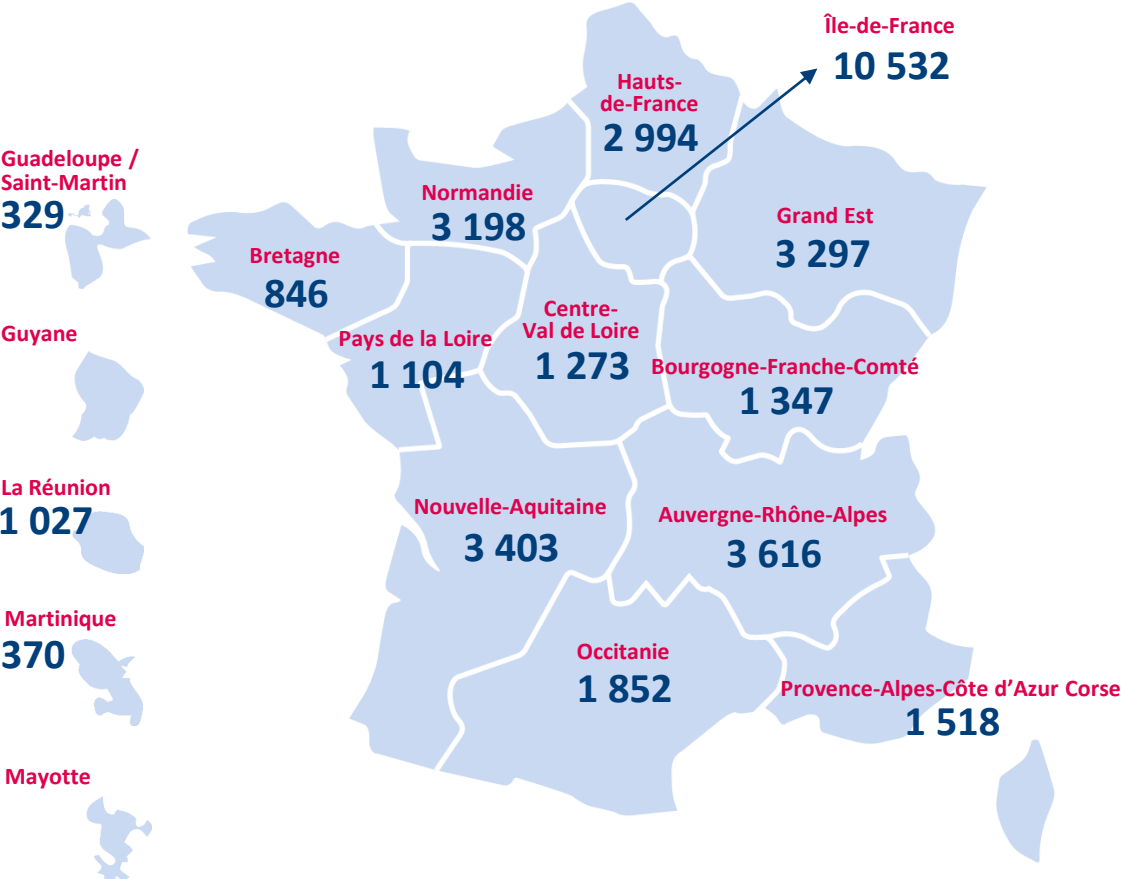 Île-de-France
10 532
Hauts-
de-France
2 994
Guadeloupe /
Saint-Martin
329
Normandie
3 198
Grand Est
3 297
Bretagne
846
Centre-
Val de Loire
1 273
Guyane
Pays de la Loire
1 104
Bourgogne-Franche-Comté
1 347
La Réunion
1 027
Nouvelle-Aquitaine
3 403
Auvergne-Rhône-Alpes
3 616
Martinique
370
Occitanie
1 852
Provence-Alpes-Côte d’Azur Corse
1 518
Mayotte